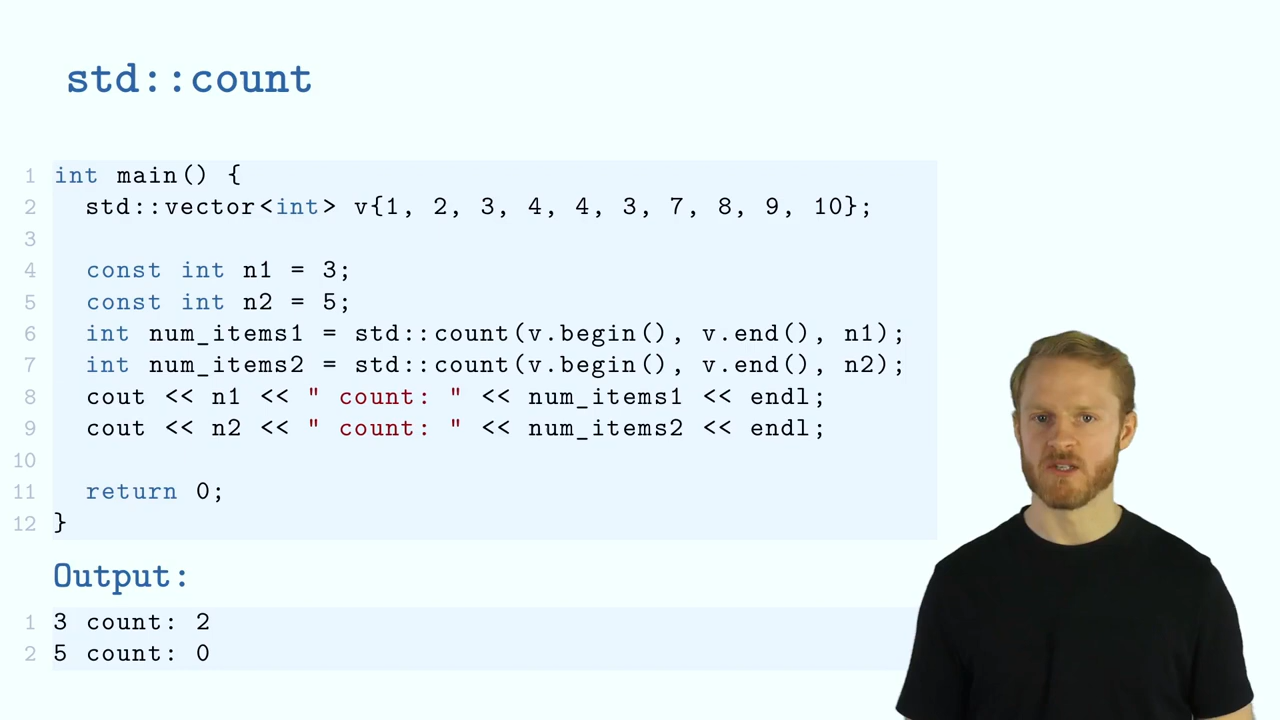 std::count
1 int main() {
2 std::vector<int> v{1, 2, 3, 4, 4, 3, 7, 8, 9, 10};
3
4 const int n1 = 3;
5 const int n2 = 5;
6 int num_items1 = std::count(v.begin(), v.end(), n1);
7 int num_items2 = std::count(v.begin(), v.end(), n2);
8 cout << n1 << " count: " << num_items1 << endl;
9 cout << n2 << " count: " << num_items2 << endl;
10
11 return 0;
12 }
Output:
1 3 count: 2
2 5 count: 0